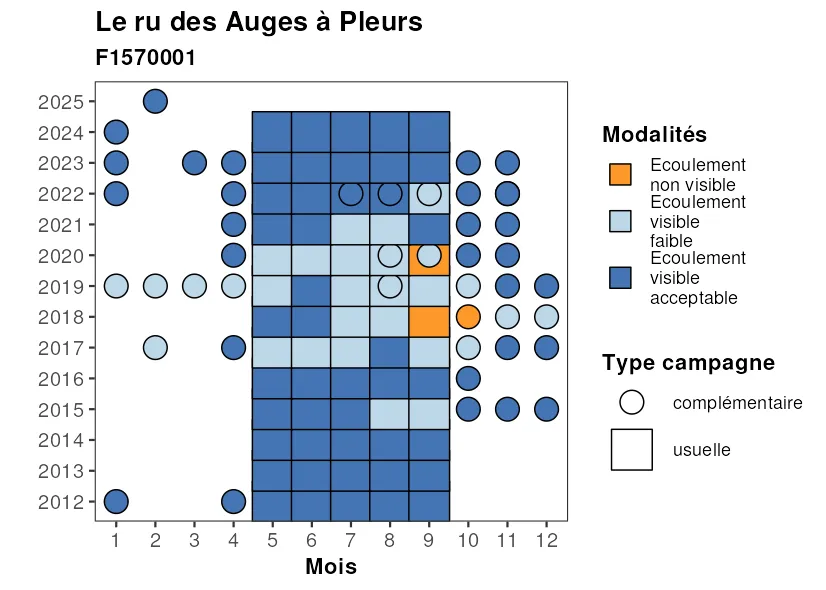 Le ru des Auges à Pleurs
F1570001
2025
2024
2023
2022
2021
2020
2019
2018
2017
2016
2015
2014
2013
2012
1 2 3 4 5 6 7 8 9 10 11 12
Mois
Modalités
Ecoulement
non visible
Ecoulement
visible
faible
Ecoulement
visible
acceptable
Type campagne
complémentaire
usuelle